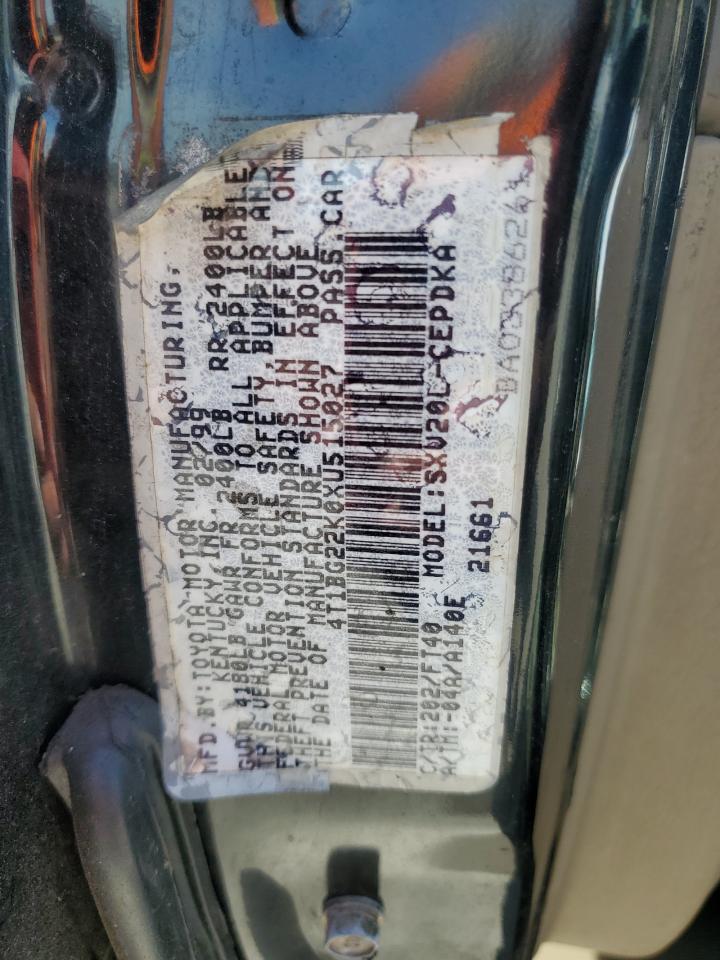 MFD.BY:TOYOTA MOTOR MANUFACTURING,
KENTUCKY,INC. 02/99
GVWR 4180LB GAWR FR 2400LB RR 2400LB
THIS VEHICLE CONFORMS TO ALL APPLICABLE
FEDERAL MOTOR VEHICLE SAFETY, BUMPER AND
THEFT PREVENTION STANDARDS IN EFFECT ON
THE DATE OF MANUFACTURE SHOWN ABOVE
4T1BG22K0XU515027 PASS.CAR
C/TR:202/FJ40 MODEL:SXV20L-CEPDKA
A/TM:-04A/A140E
21661